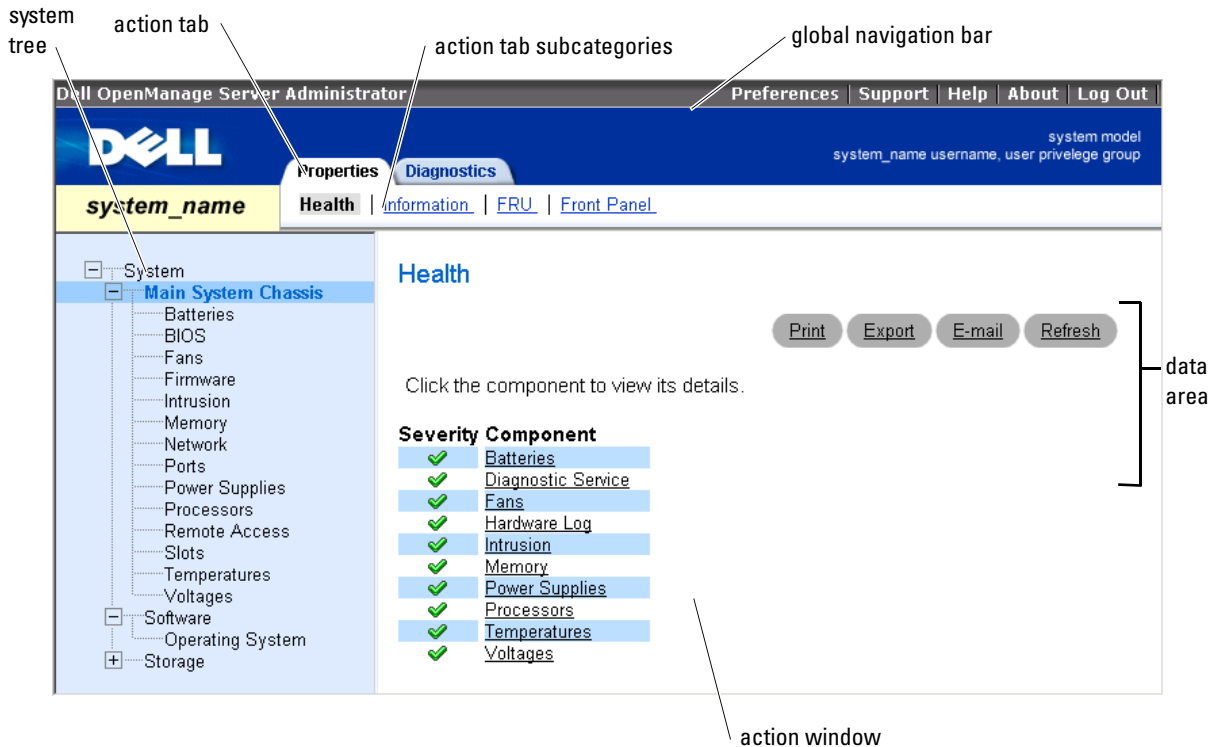 system tree
action tab
action tab subcategories
global navigation bar
Dell OpenManage Server Administrator
Preferences | Support | Help | About | Log Out |
DELL
system model
system_name username, user privelege group
Properties
Diagnostics
system_name
Health | Information | FRU | Front Panel
System
Main System Chassis
Batteries
BIOS
Fans
Firmware
Intrusion
Memory
Network
Ports
Power Supplies
Processors
Remote Access
Slots
Temperatures
Voltages
Software
Operating System
Storage
Health
Print
Export
E-mail
Refresh
data area
Click the component to view its details.
Severity Component
Batteries
Diagnostic Service
Fans
Hardware Log
Intrusion
Memory
Power Supplies
Processors
Temperatures
Voltages
action window